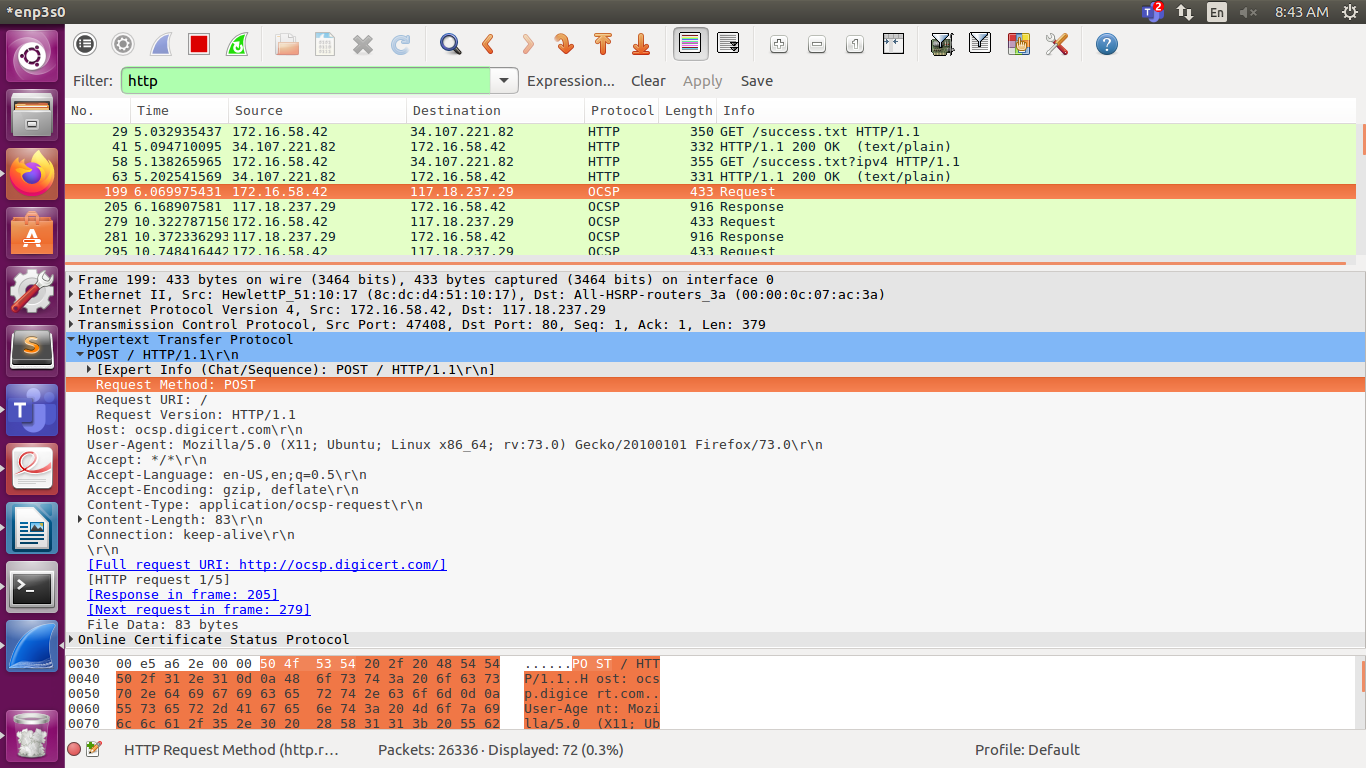 *enp3s0 2 En 8:43 AM
Filter: http Expression... Clear Apply Save
No. Time Source Destination Protocol Length Info
29 5.032935437 172.16.58.42 34.107.221.82 HTTP 350 GET /success.txt HTTP/1.1
41 5.094710095 34.107.221.82 172.16.58.42 HTTP 332 HTTP/1.1 200 OK (text/plain)
58 5.138265965 172.16.58.42 34.107.221.82 HTTP 355 GET /success.txt?ipv4 HTTP/1.1
63 5.202541569 34.107.221.82 172.16.58.42 HTTP 331 HTTP/1.1 200 OK (text/plain)
199 6.069975431 172.16.58.42 117.18.237.29 OCSP 433 Request
205 6.168907581 117.18.237.29 172.16.58.42 OCSP 916 Response
279 10.322787150 172.16.58.42 117.18.237.29 OCSP 433 Request
281 10.372336293 117.18.237.29 172.16.58.42 OCSP 916 Response
295 10.748416442 172.16.58.42 117.18.237.29 OCSP 433 Request
Frame 199: 433 bytes on wire (3464 bits), 433 bytes captured (3464 bits) on interface 0
Ethernet II, Src: HewlettP_51:10:17 (8c:dc:d4:51:10:17), Dst: All-HSRP-routers_3a (00:00:0c:07:ac:3a)
Internet Protocol Version 4, Src: 172.16.58.42, Dst: 117.18.237.29
Transmission Control Protocol, Src Port: 47408, Dst Port: 80, Seq: 1, Ack: 1, Len: 379
Hypertext Transfer Protocol
POST / HTTP/1.1\r\n
[Expert Info (Chat/Sequence): POST / HTTP/1.1\r\n]
Request Method: POST
Request URI: /
Request Version: HTTP/1.1
Host: ocsp.digicert.com\r\n
User-Agent: Mozilla/5.0 (X11; Ubuntu; Linux x86_64; rv:73.0) Gecko/20100101 Firefox/73.0\r\n
Accept: */*\r\n
Accept-Language: en-US,en;q=0.5\r\n
Accept-Encoding: gzip, deflate\r\n
Content-Type: application/ocsp-request\r\n
Content-Length: 83\r\n
Connection: keep-alive\r\n
\r\n
[Full request URI: http://ocsp.digicert.com/]
[HTTP request 1/5]
[Response in frame: 205]
[Next request in frame: 279]
File Data: 83 bytes
Online Certificate Status Protocol
0030 00 e5 a6 2e 00 00 50 4f 53 54 20 2f 20 48 54 54 ......PO ST / HTT
0040 50 2f 31 2e 31 0d 0a 48 6f 73 74 3a 20 6f 63 73 P/1.1..H ost: ocs
0050 70 2e 64 69 67 69 63 65 72 74 2e 63 6f 6d 0d 0a p.digice rt.com..
0060 55 73 65 72 2d 41 67 65 6e 74 3a 20 4d 6f 7a 69 User-Age nt: Mozi
0070 6c 6c 61 2f 35 2e 30 20 28 58 31 31 3b 20 55 62 lla/5.0 (X11; Ub
HTTP Request Method (http.r… Packets: 26336 · Displayed: 72 (0.3%) Profile: Default